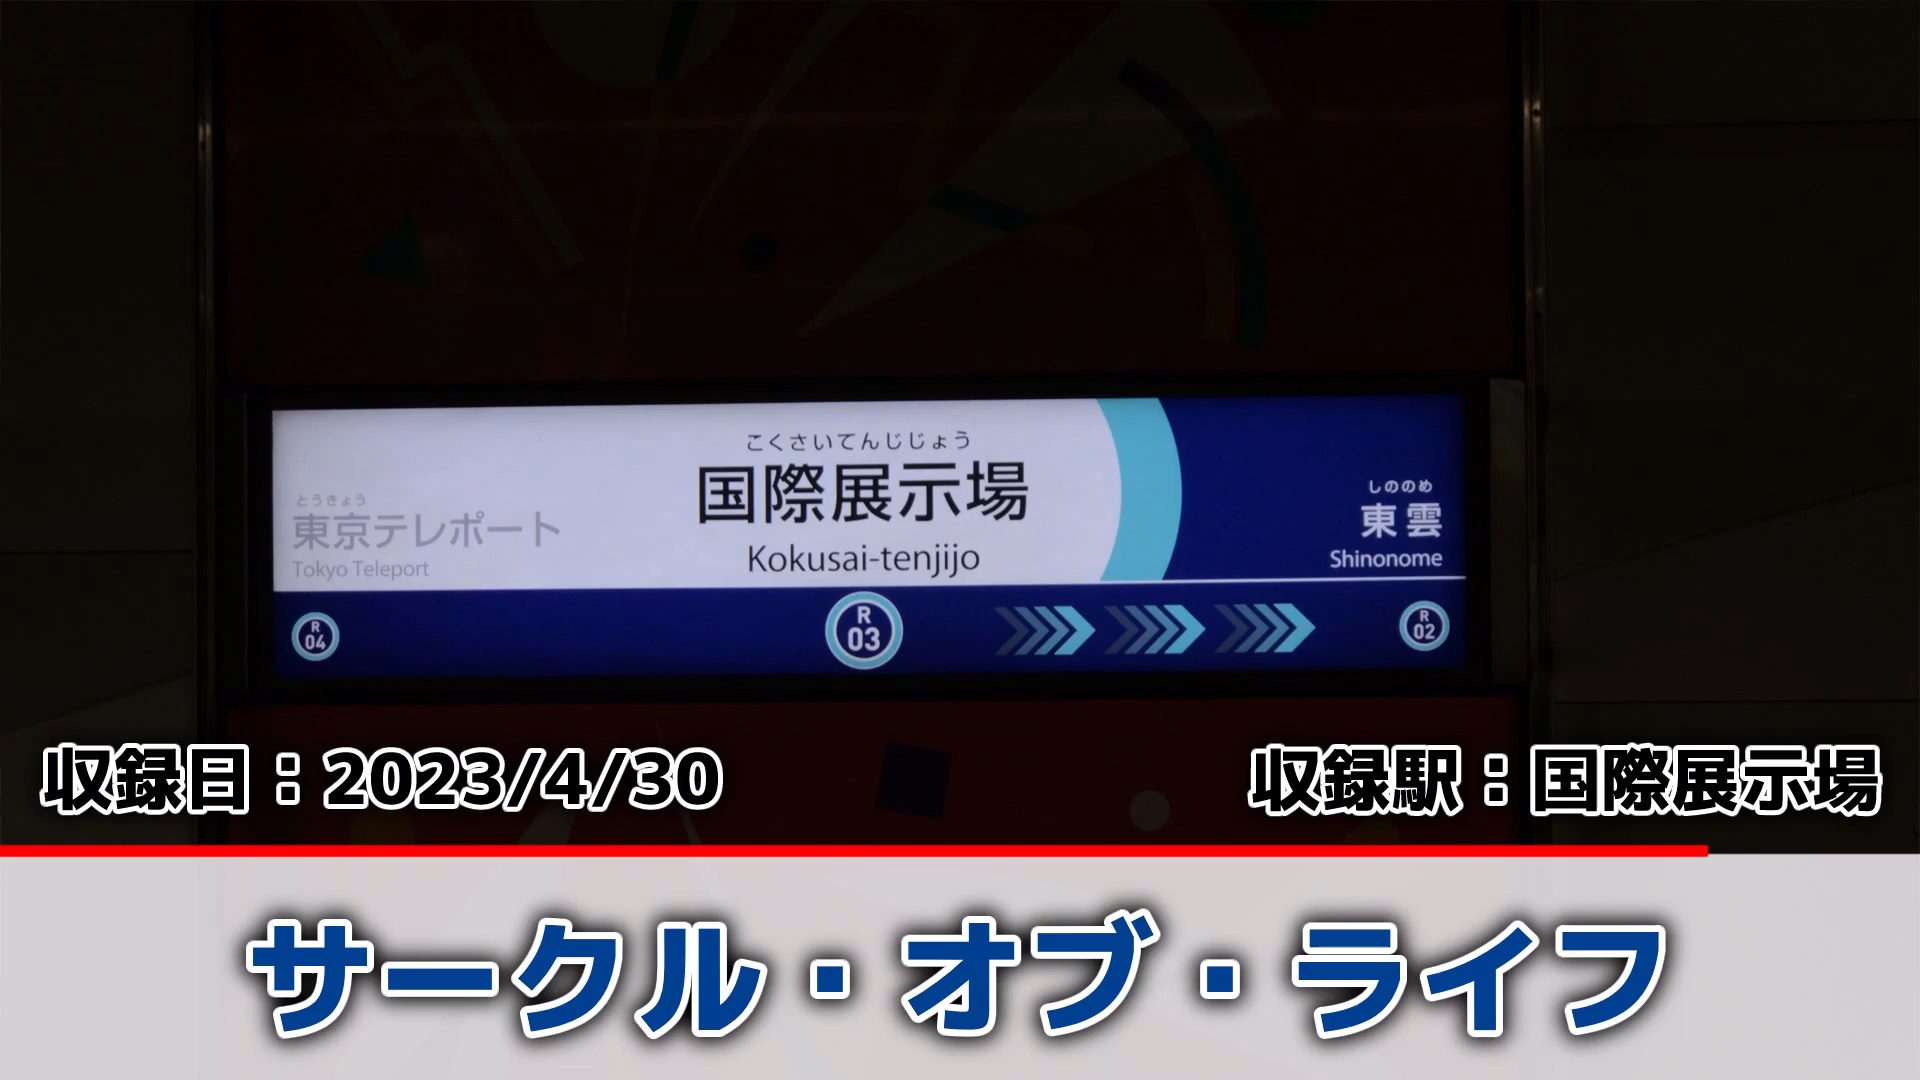 こくさいてんじじょう
国際展示場
Kokusai-tenjijo
とうきょう
東京テレポート
Tokyo Teleport
しののめ
東雲
Shinonome
R
04
R
03
R
02
収録日：2023/4/30
収録駅：国際展示場
サークル・オブ・ライフ